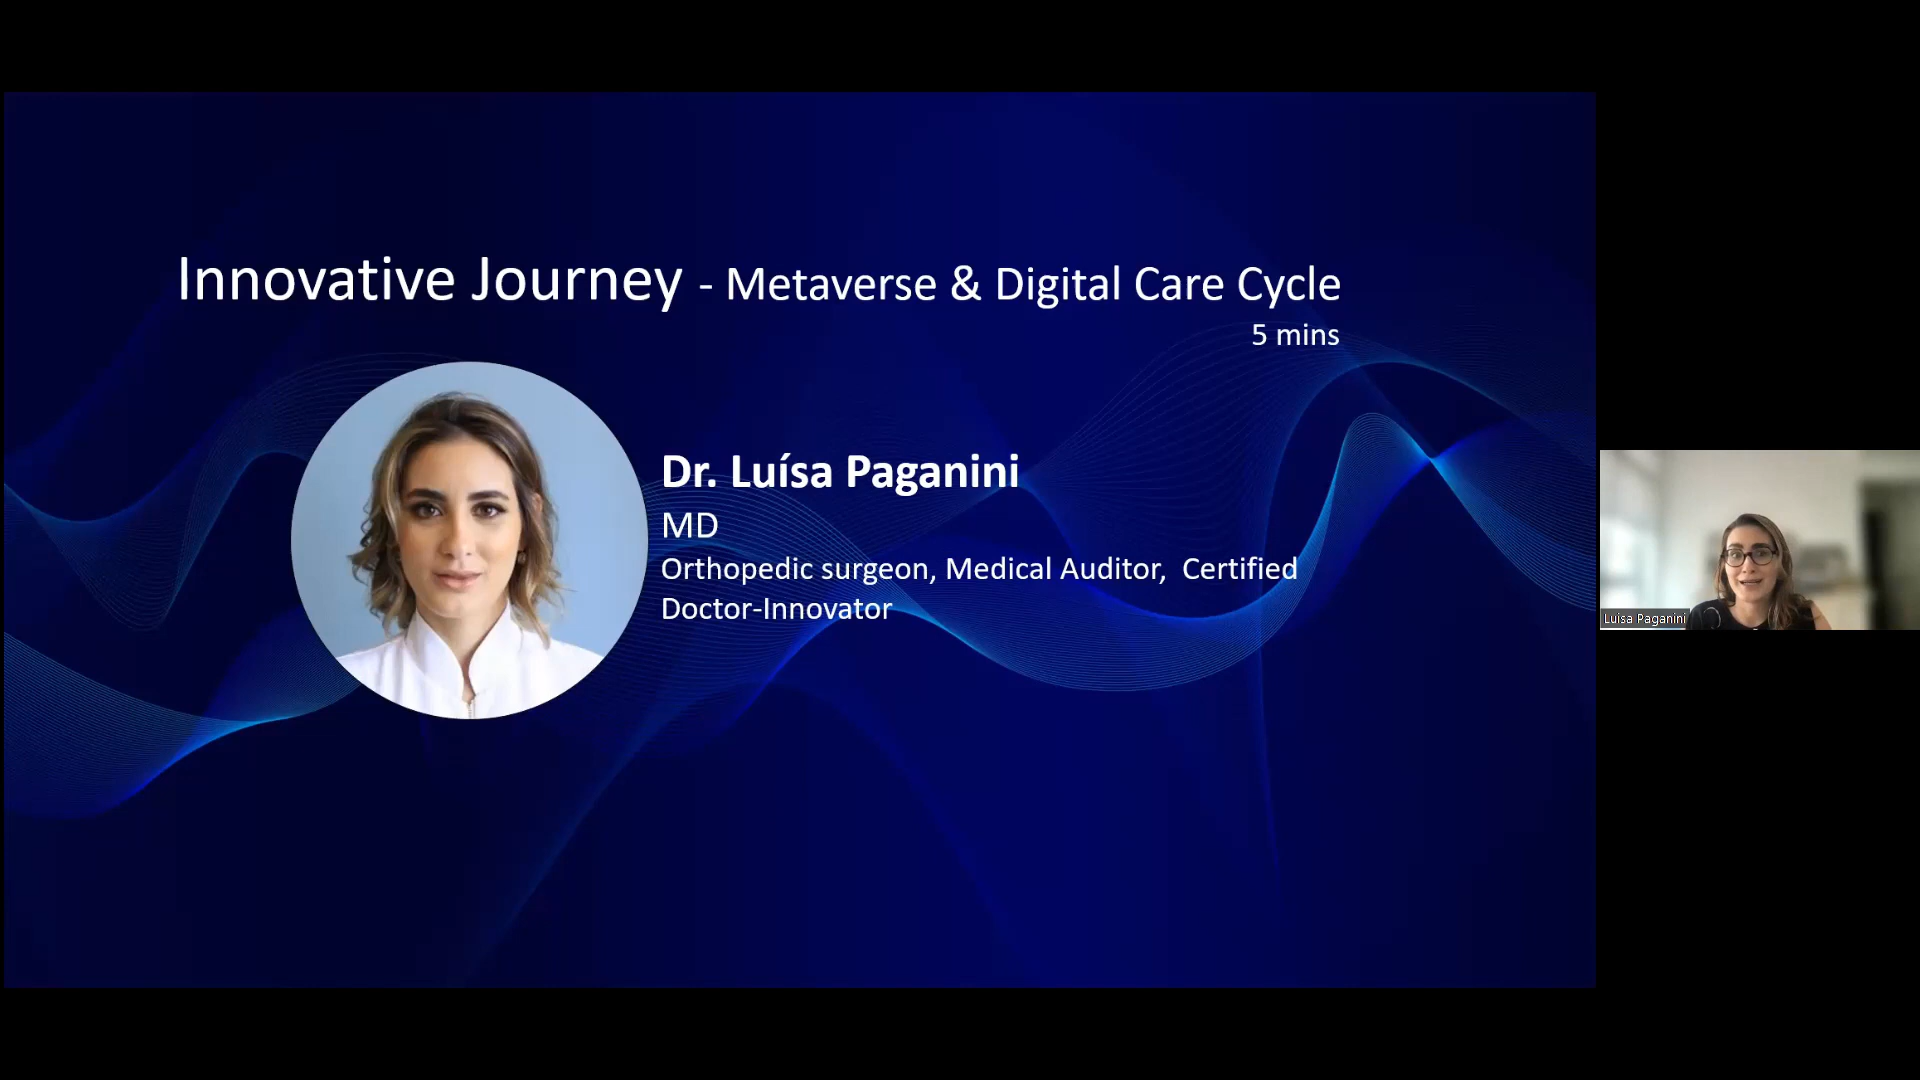 Innovative Journey - Metaverse & Digital Care Cycle
5 mins
Dr. Luísa Paganini
MD
Orthopedic surgeon, Medical Auditor,  Certified
Doctor-Innovator
Luísa Paganini